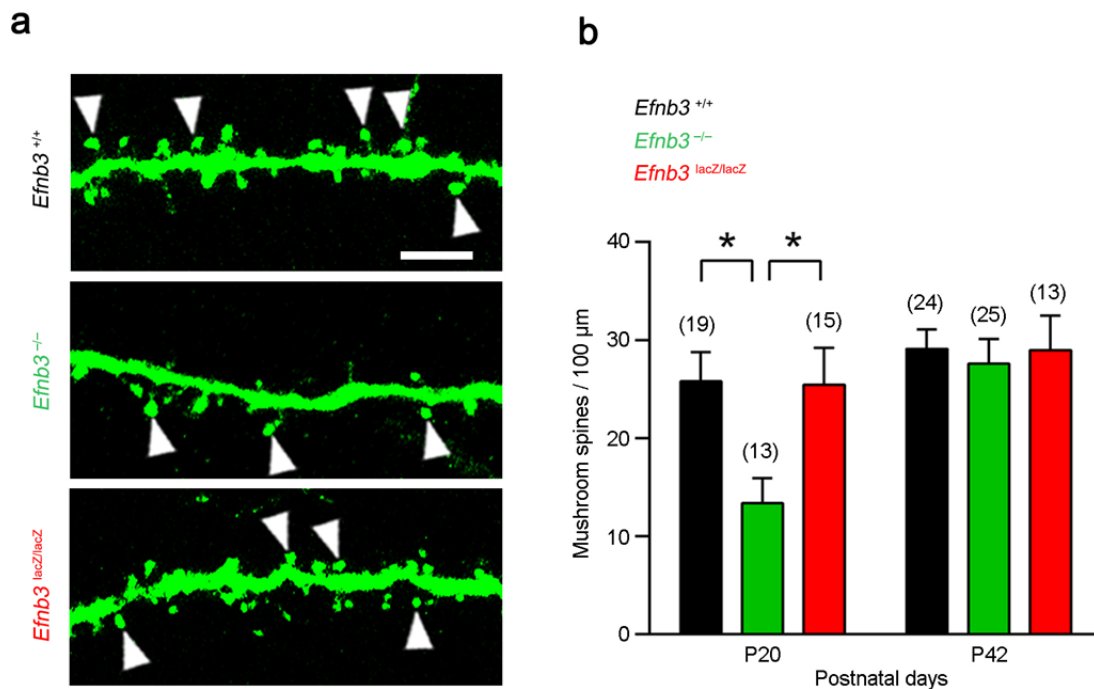 a
Efnb3 +/+
Efnb3 −/−
Efnb3 lacZ/lacZ
b
Efnb3 +/+
Efnb3 −/−
Efnb3 lacZ/lacZ
Mushroom spines / 100 µm
40
30
20
10
0
* *
(19) (13) (15) (24) (25) (13)
P20 P42
Postnatal days